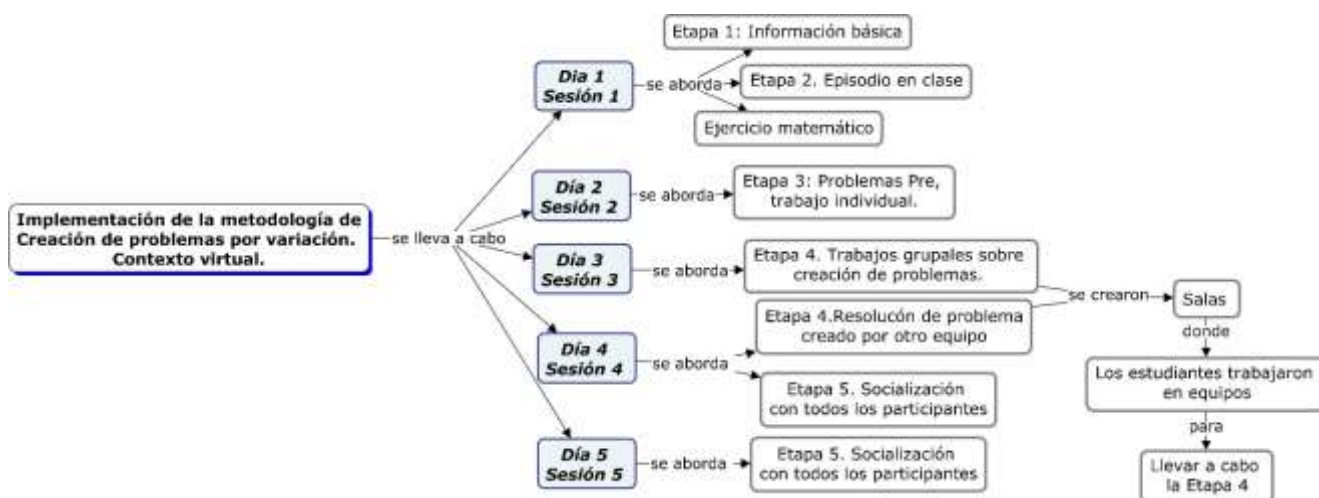 Implementación de la metodología de
Creación de problemas por variación.
Contexto virtual.
se lleva a cabo
Dia 1
Sesión 1
se aborda
Etapa 1: Información básica
Etapa 2. Episodio en clase
Ejercicio matemático
Día 2
Sesión 2
se aborda
Etapa 3: Problemas Pre,
trabajo individual.
Día 3
Sesión 3
se aborda
Etapa 4. Trabajos grupales sobre
creación de problemas.
Día 4
Sesión 4
se aborda
Etapa 4.Resolucón de problema
creado por otro equipo
Etapa 5. Socialización
con todos los participantes
Día 5
Sesión 5
se aborda
Etapa 5. Socialización
con todos los participantes
se crearon
Salas
donde
Los estudiantes trabajaron
en equipos
para
Llevar a cabo
la Etapa 4